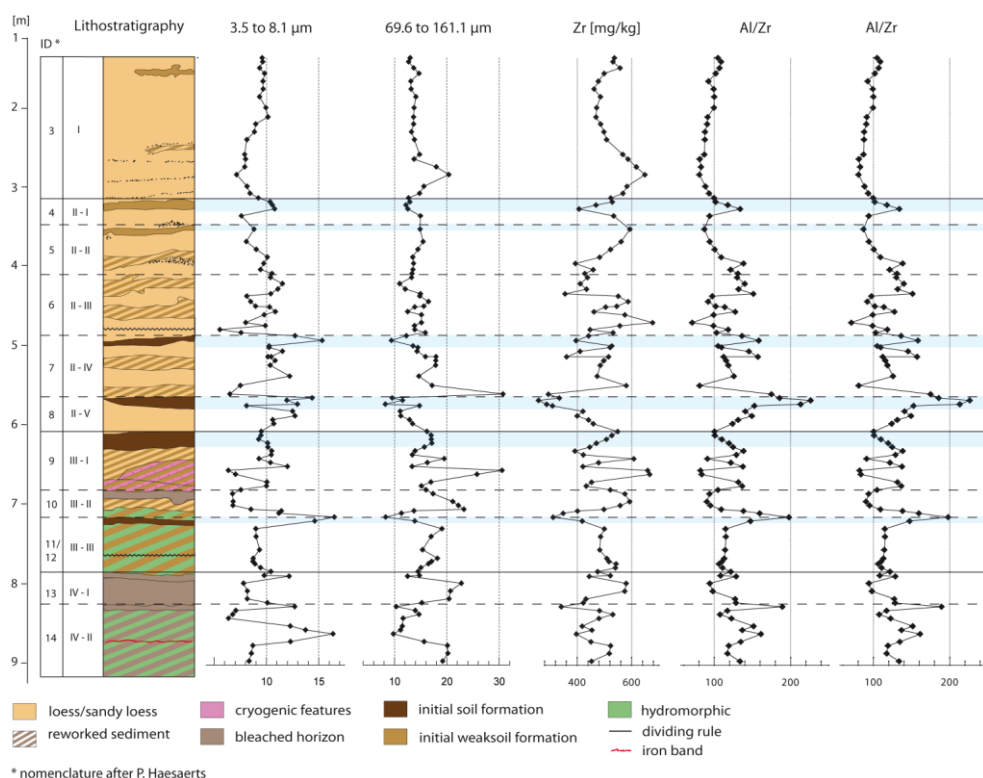 [m] Lithostratigraphy 3.5 to 8.1 µm 69.6 to 161.1 µm Zr [mg/kg] Al/Zr Al/Zr
ID *
1
2
3
4
5
6
7
8
9
3 I
4 II - I
5 II - II
6 II - III
7 II - IV
8 II - V
9 III - I
10 III - II
11/
12 III - III
13 IV - I
14 IV - II
10 15 10 20 30 400 600 100 200 100 200
loess/sandy loess cryogenic features initial soil formation hydromorphic
reworked sediment bleached horizon initial weaksoil formation dividing rule
iron band
* nomenclature after P. Haesaerts